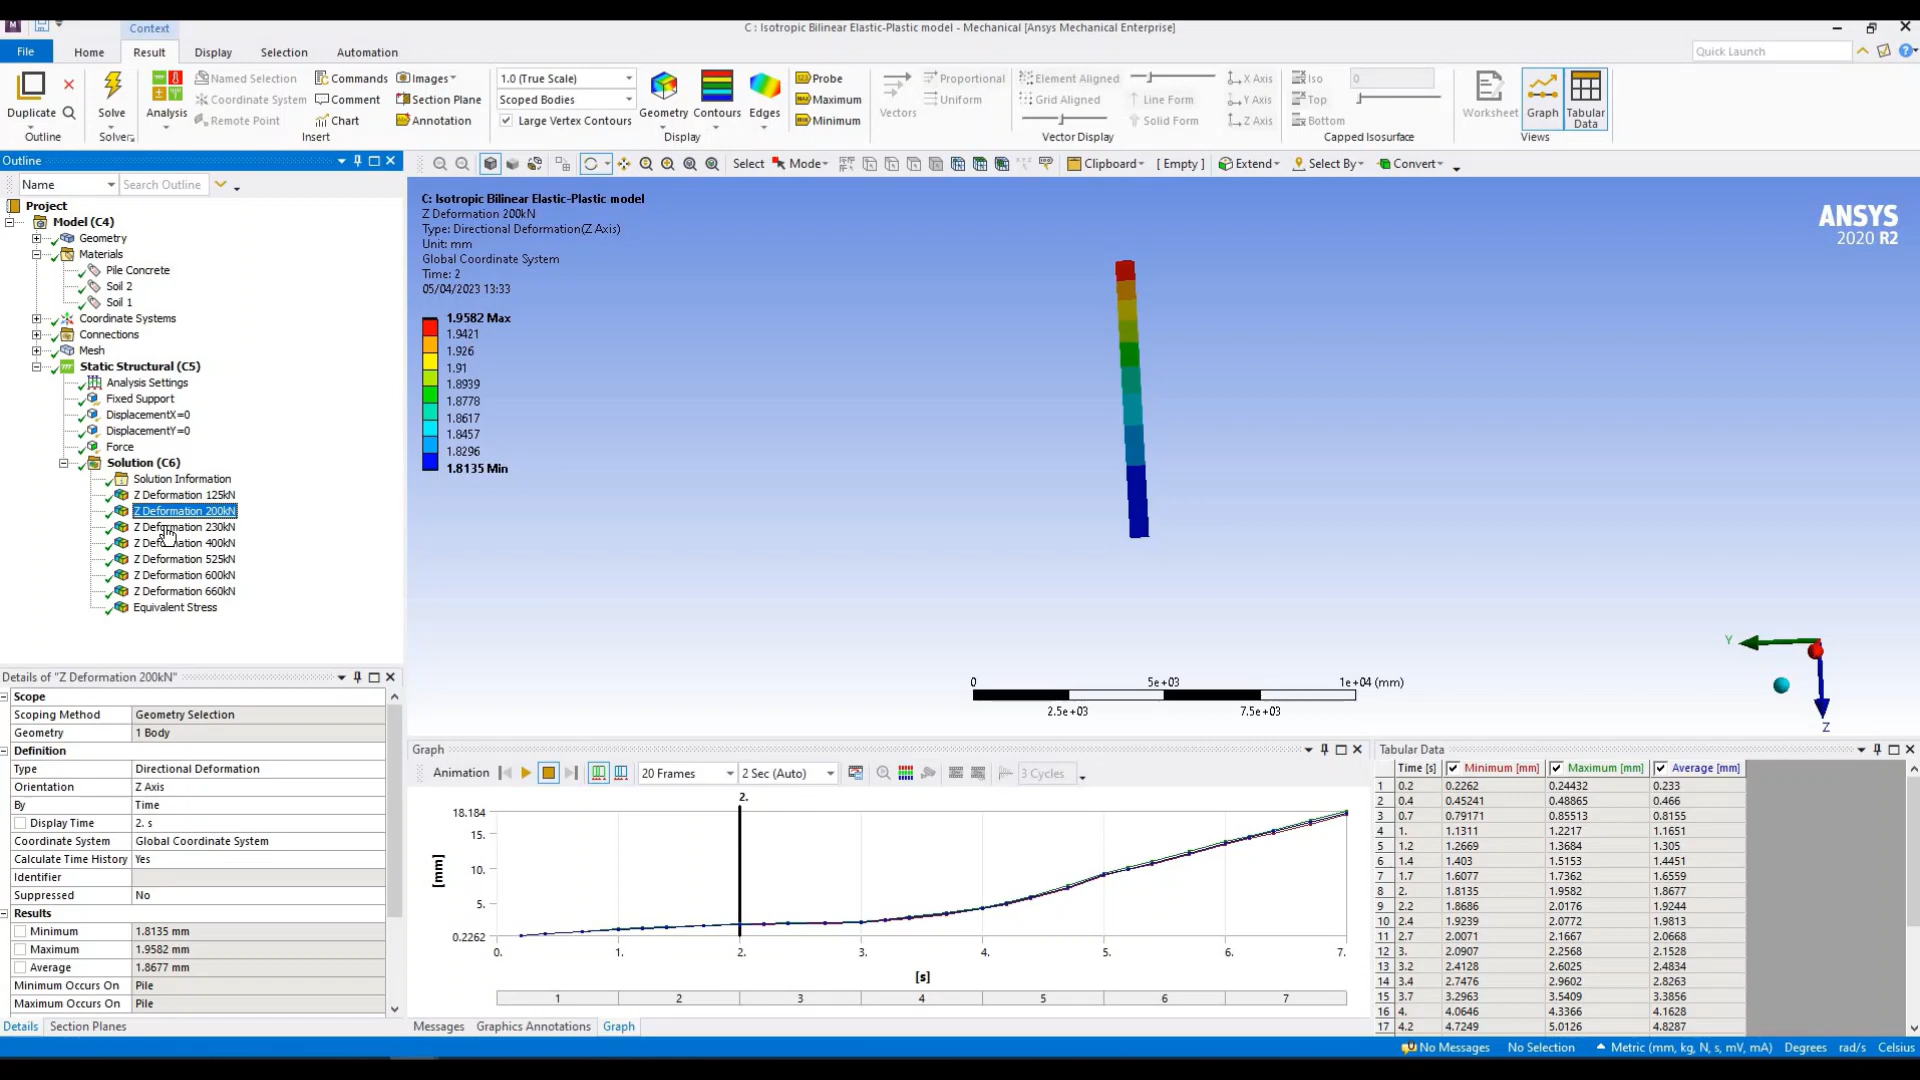 Context
C : Isotropic Bilinear Elastic-Plastic model - Mechanical [Ansys Mechanical Enterprise]
File Home Result Display Selection Automation Quick Launch
Duplicate Solve Analysis
Named Selection Commands Images
Coordinate System Comment Section Plane
Remote Point Chart Annotation
1.0 (True Scale)
Scoped Bodies
Large Vertex Contours
Geometry Contours Edges
Probe
Maximum
Minimum
Vectors
Proportional Element Aligned X Axis
Uniform Grid Aligned Line Form Y Axis
Solid Form Z Axis
Iso 0
Top
Bottom
Worksheet Graph Tabular Data
Outline Solver Insert Display Vector Display Capped Isosurface Views
Outline
Select Mode Clipboard [ Empty ] Extend Select By Convert
Name Search Outline
Project
Model (C4)
Geometry
Materials
Pile Concrete
Soil 2
Soil 1
Coordinate Systems
Connections
Mesh
Static Structural (C5)
Analysis Settings
Fixed Support
DisplacementX=0
DisplacementY=0
Force
Solution (C6)
Solution Information
Z Deformation 125kN
Z Deformation 200kN
Z Deformation 230kN
Z Deformation 400kN
Z Deformation 525kN
Z Deformation 600kN
Z Deformation 660kN
Equivalent Stress
C: Isotropic Bilinear Elastic-Plastic model
Z Deformation 200kN
Type: Directional Deformation(Z Axis)
Unit: mm
Global Coordinate System
Time: 2
05/04/2023 13:33
1.9582 Max
1.9421
1.926
1.91
1.8939
1.8778
1.8617
1.8457
1.8296
1.8135 Min
ANSYS
2020 R2
Y
Z
0 5e+03 1e+04 (mm)
2.5e+03 7.5e+03
Details of "Z Deformation 200kN"
Scope
Scoping Method Geometry Selection
Geometry 1 Body
Definition
Type Directional Deformation
Orientation Z Axis
By Time
Display Time 2. s
Coordinate System Global Coordinate System
Calculate Time History Yes
Identifier
Suppressed No
Results
Minimum 1.8135 mm
Maximum 1.9582 mm
Average 1.8677 mm
Minimum Occurs On Pile
Maximum Occurs On Pile
Details Section Planes
Graph
Animation 20 Frames 2 Sec (Auto) 3 Cycles
2.
18.184
15.
10.
5.
0.2262
[mm]
0. 1. 2. 3. 4. 5. 6. 7.
[s]
1 2 3 4 5 6 7
Messages Graphics Annotations Graph
Tabular Data
Time [s] Minimum [mm] Maximum [mm] Average [mm]
1 0.2 0.2262 0.24432 0.233
2 0.4 0.45241 0.48865 0.466
3 0.7 0.79171 0.85513 0.8155
4 1. 1.1311 1.2217 1.1651
5 1.2 1.2669 1.3684 1.305
6 1.4 1.403 1.5153 1.4451
7 1.7 1.6077 1.7362 1.6559
8 2. 1.8135 1.9582 1.8677
9 2.2 1.8686 2.0176 1.9244
10 2.4 1.9239 2.0772 1.9813
11 2.7 2.0071 2.1667 2.0668
12 3. 2.0907 2.2568 2.1528
13 3.2 2.4128 2.6025 2.4834
14 3.4 2.7476 2.9602 2.8263
15 3.7 3.2963 3.5409 3.3856
16 4. 4.0646 4.3366 4.1628
17 4.2 4.7249 5.0126 4.8287
No Messages No Selection Metric (mm, kg, N, s, mV, mA) Degrees rad/s Celsius